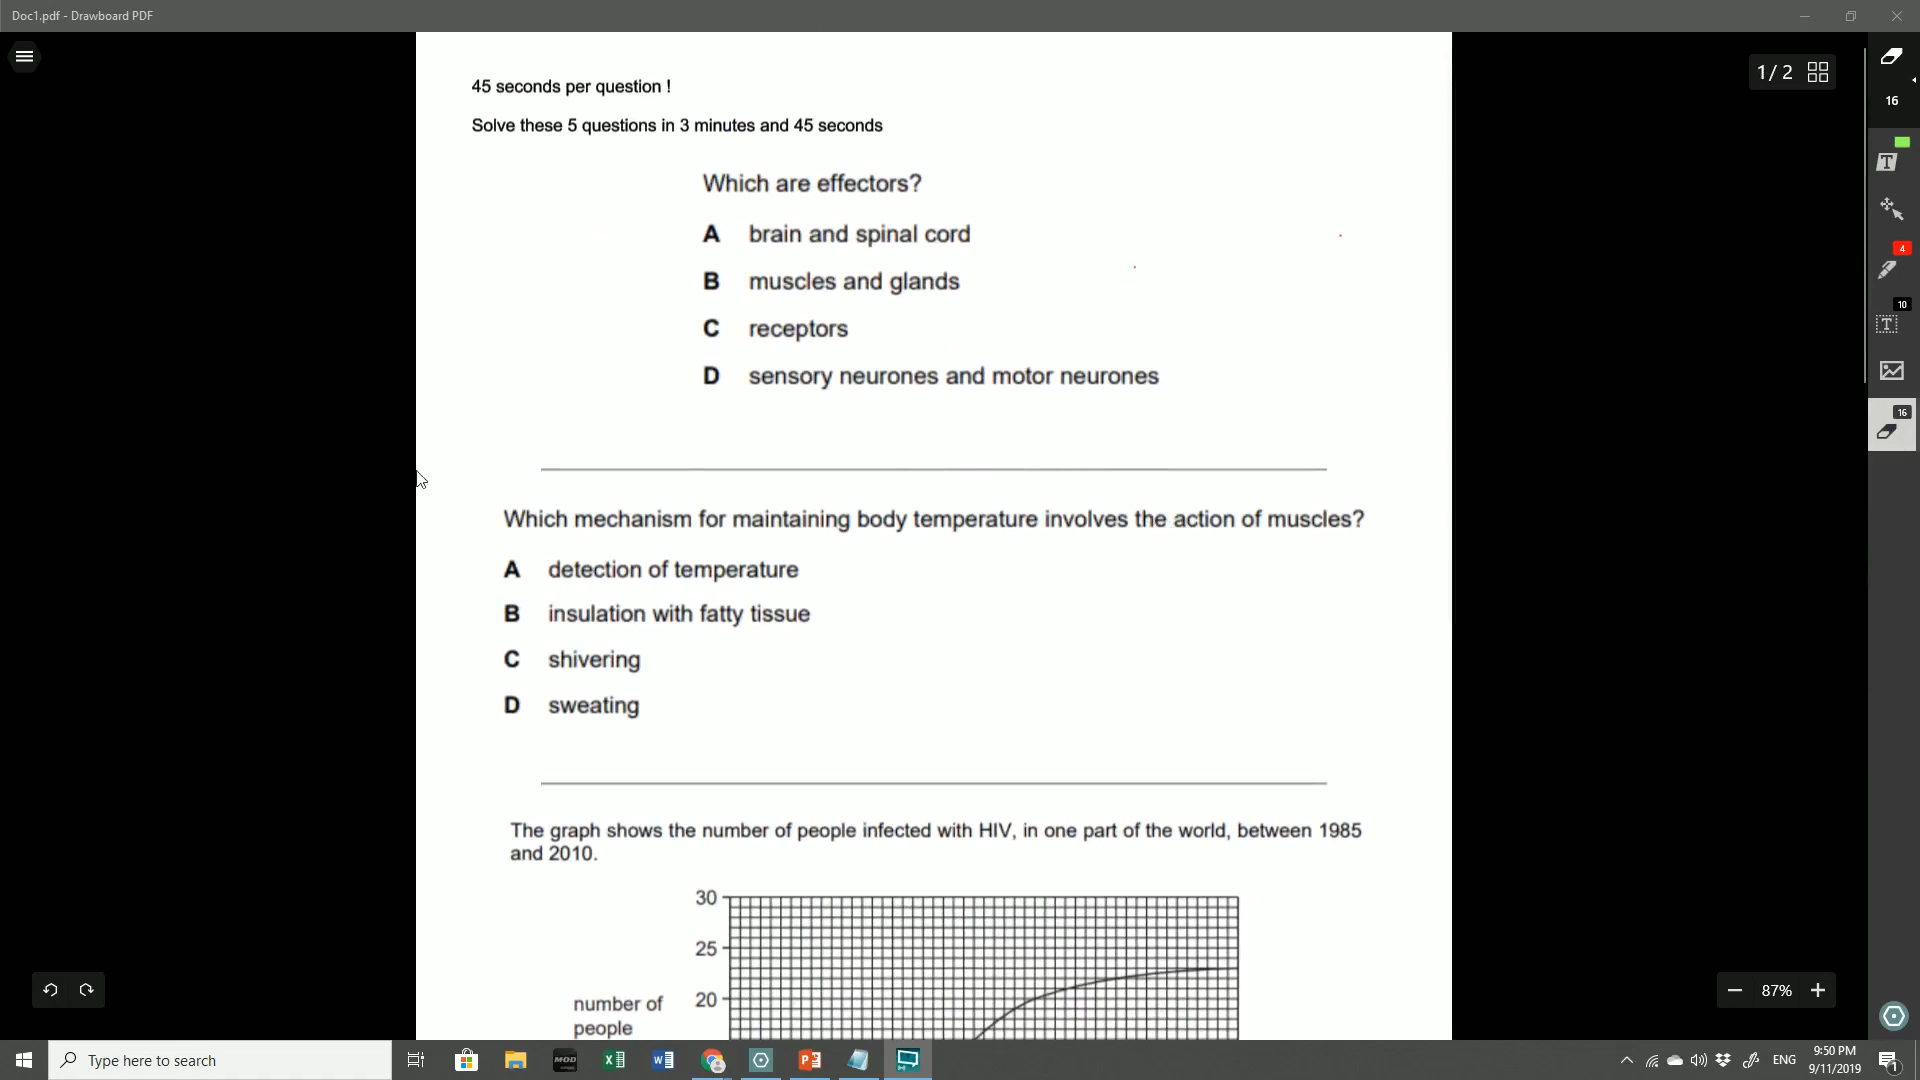 Doc1.pdf - Drawboard PDF
1 / 2
45 seconds per question !
16
Solve these 5 questions in 3 minutes and 45 seconds
T
Which are effectors?
A brain and spinal cord
4
B muscles and glands
10
T
C receptors
D sensory neurones and motor neurones
16
Which mechanism for maintaining body temperature involves the action of muscles?
A detection of temperature
B insulation with fatty tissue
C shivering
D sweating
The graph shows the number of people infected with HIV, in one part of the world, between 1985
and 2010.
30
25
20
number of
people
87%
Type here to search
MOD
ENG
9:50 PM
9/11/2019
1